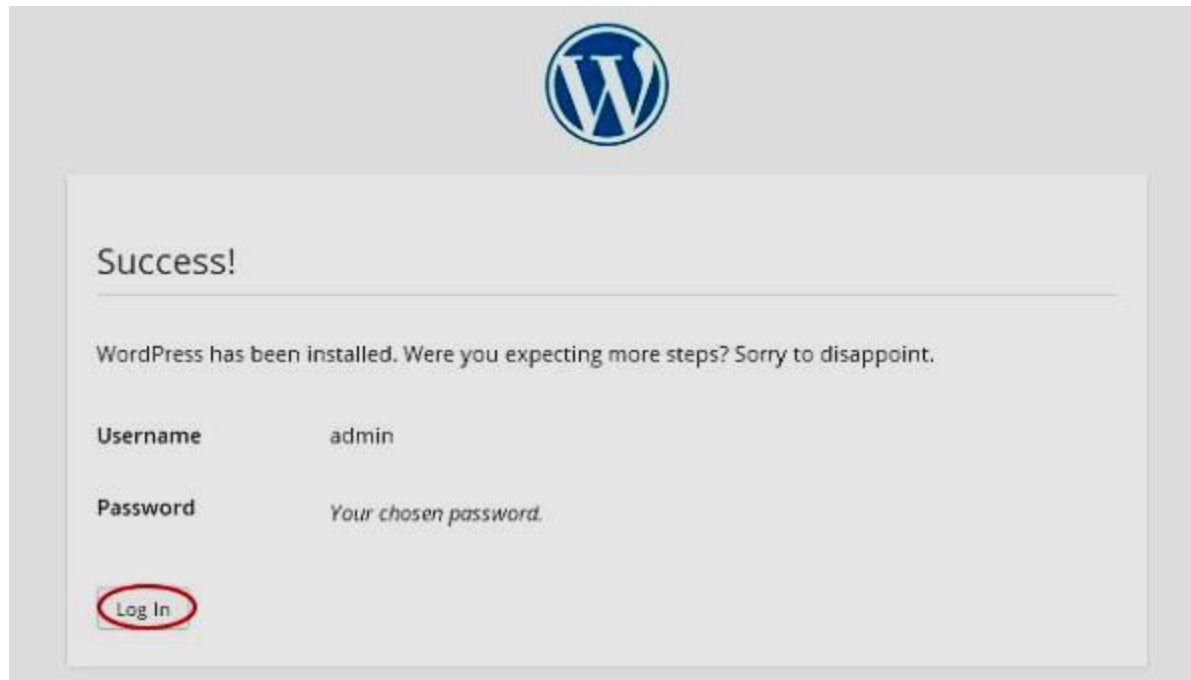 Success!
WordPress has been installed. Were you expecting more steps? Sorry to disappoint.
Username admin
Password Your chosen password.
Log In